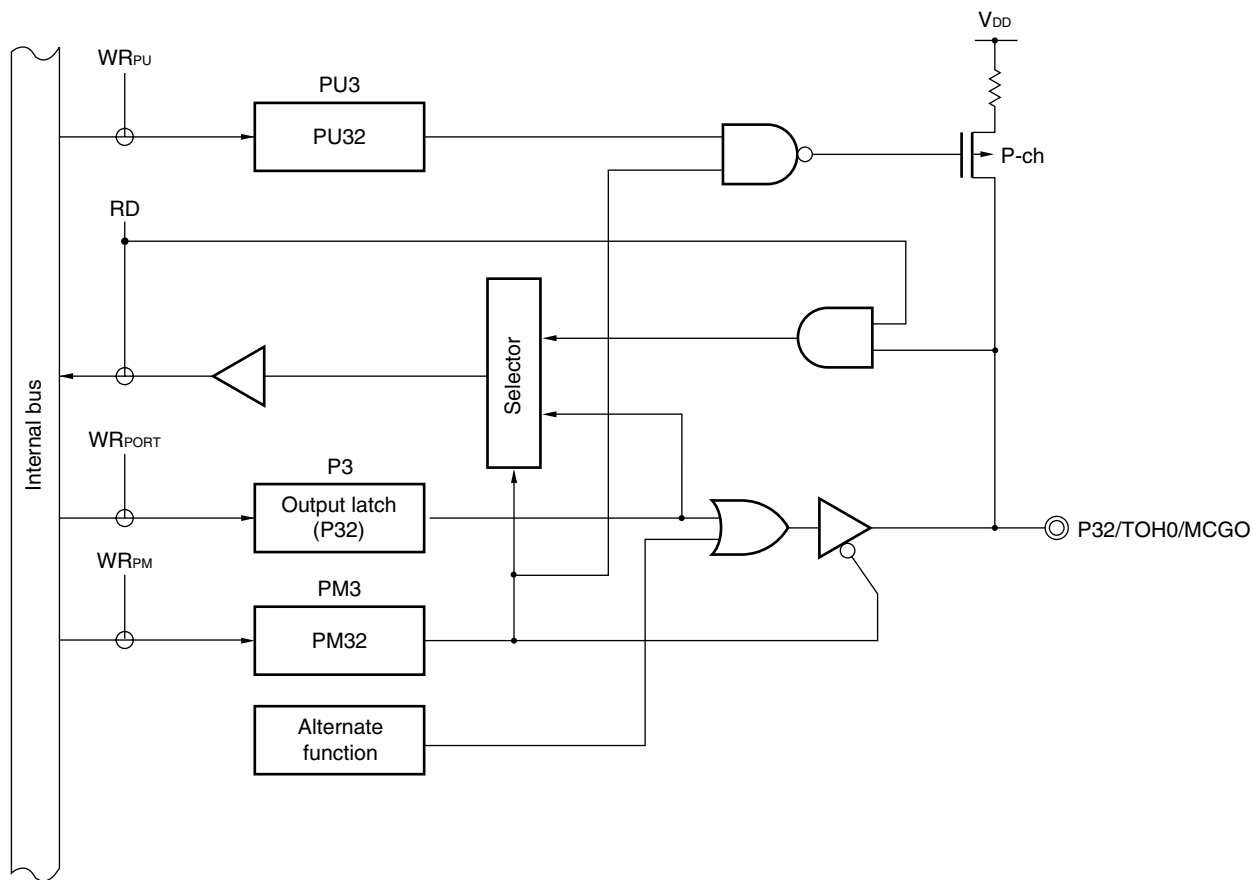 VDD
WRPU
PU3
PU32
P-ch
RD
Selector
Internal bus
WRPORT
P3
Output latch
(P32)
P32/TOH0/MCGO
WRPM
PM3
PM32
Alternate
function